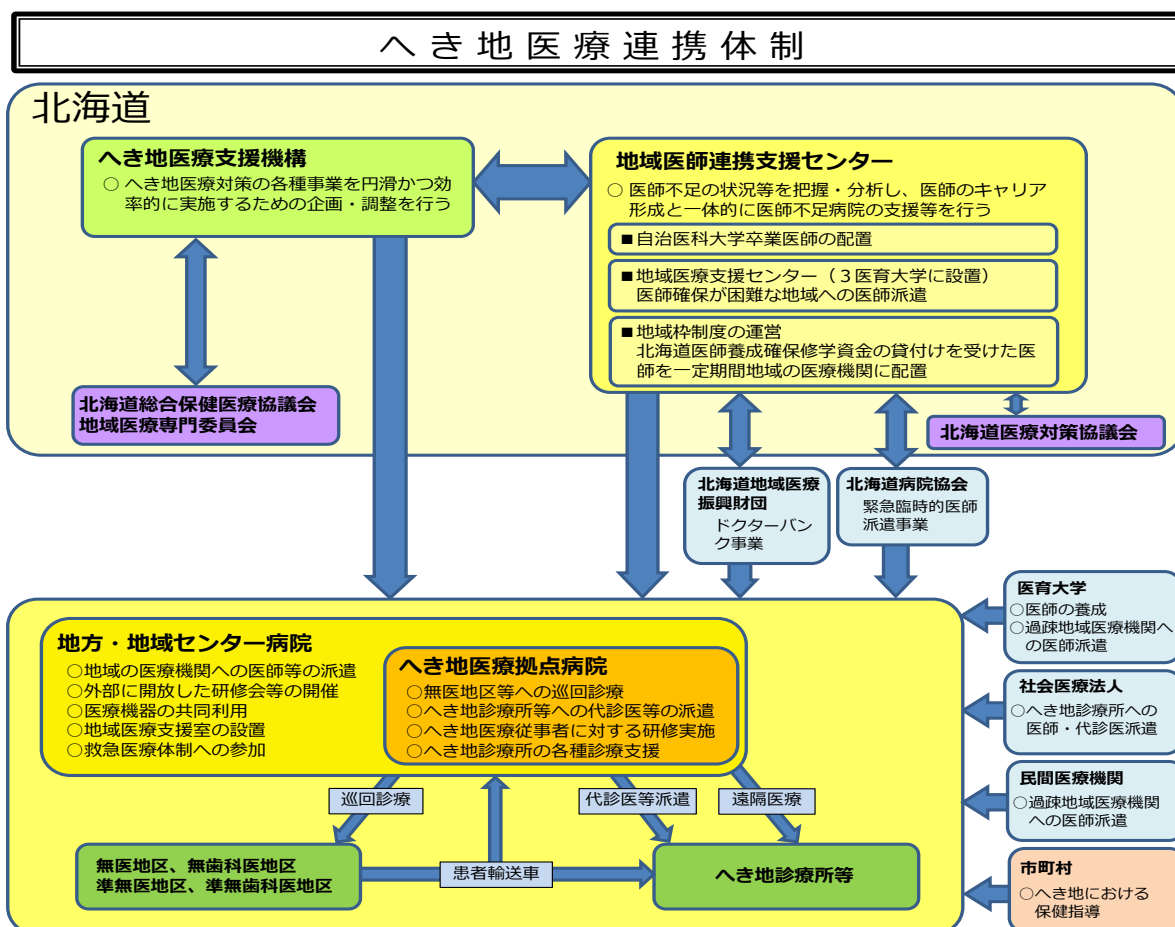 へき地医療連携体制
北海道
へき地医療支援機構
○ へき地医療対策の各種事業を円滑かつ効
率的に実施するための企画・調整を行う
地域医師連携支援センター
○ 医師不足の状況等を把握・分析し、医師のキャリア
形成と一体的に医師不足病院の支援等を行う
■自治医科大学卒業医師の配置
■地域医療支援センター（３医育大学に設置）
医師確保が困難な地域への医師派遣
■地域枠制度の運営
北海道医師養成確保修学資金の貸付けを受けた医
師を一定期間地域の医療機関に配置
北海道総合保健医療協議会
地域医療専門委員会
北海道医療対策協議会
北海道地域医療
振興財団
ドクターバン
ク事業
北海道病院協会
緊急臨時的医師
派遣事業
地方・地域センター病院
○地域の医療機関への医師等の派遣
○外部に開放した研修会等の開催
○医療機器の共同利用
○地域医療支援室の設置
○救急医療体制への参加
へき地医療拠点病院
○無医地区等への巡回診療
○へき地診療所等への代診医等の派遣
○へき地医療従事者に対する研修実施
○へき地診療所の各種診療支援
巡回診療
代診医等派遣
遠隔医療
無医地区、無歯科医地区
準無医地区、準無歯科医地区
患者輸送車
へき地診療所等
医育大学
○医師の養成
○過疎地域医療機関へ
の医師派遣
社会医療法人
○へき地診療所への
医師・代診医派遣
民間医療機関
○過疎地域医療機関
への医師派遣
市町村
○へき地における
保健指導